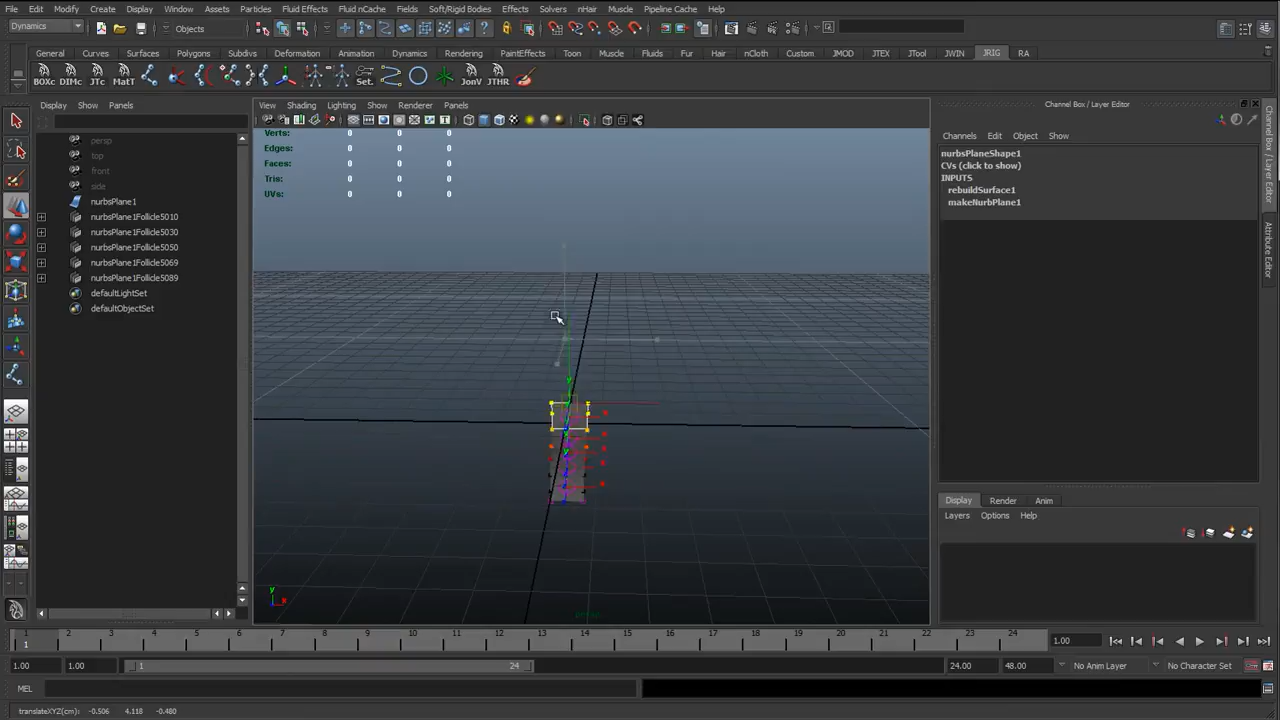 File Edit Modify Create Display Window Assets Particles Fluid Effects Fluid nCache Fields Soft/Rigid Bodies Effects Solvers nHair Muscle Pipeline Cache Help
Dynamics Objects
General Curves Surfaces Polygons Subdivs Deformation Animation Dynamics Rendering PaintEffects Toon Muscle Fluids Fur Hair nCloth Custom JMOD JTEX JTool JWIN JRIG RA
BOXc DIMc JTc MatT Set. JonV JTHR
Display Show Panels
View Shading Lighting Show Renderer Panels
Channel Box / Layer Editor
Verts: 0 0 0
Edges: 0 0 0
Faces: 0 0 0
Tris: 0 0 0
UVs: 0 0 0
persp
top
front
side
nurbsPlane1
nurbsPlane1Follicle5010
nurbsPlane1Follicle5030
nurbsPlane1Follicle5050
nurbsPlane1Follicle5069
nurbsPlane1Follicle5089
defaultLightSet
defaultObjectSet
Channels Edit Object Show
nurbsPlaneShape1
CVs (click to show)
INPUTS
rebuildSurface1
makeNurbPlane1
Channel Box / Layer Editor
Attribute Editor
Display Render Anim
Layers Options Help
y
y
y x
persp
1 2 3 4 5 6 7 8 9 10 11 12 13 14 15 16 17 18 19 20 21 22 23 24
1
1.00
1.00 1.00 1 24 24.00 48.00 No Anim Layer No Character Set
MEL
translateXYZ(cm): -0.506 4.118 -0.480